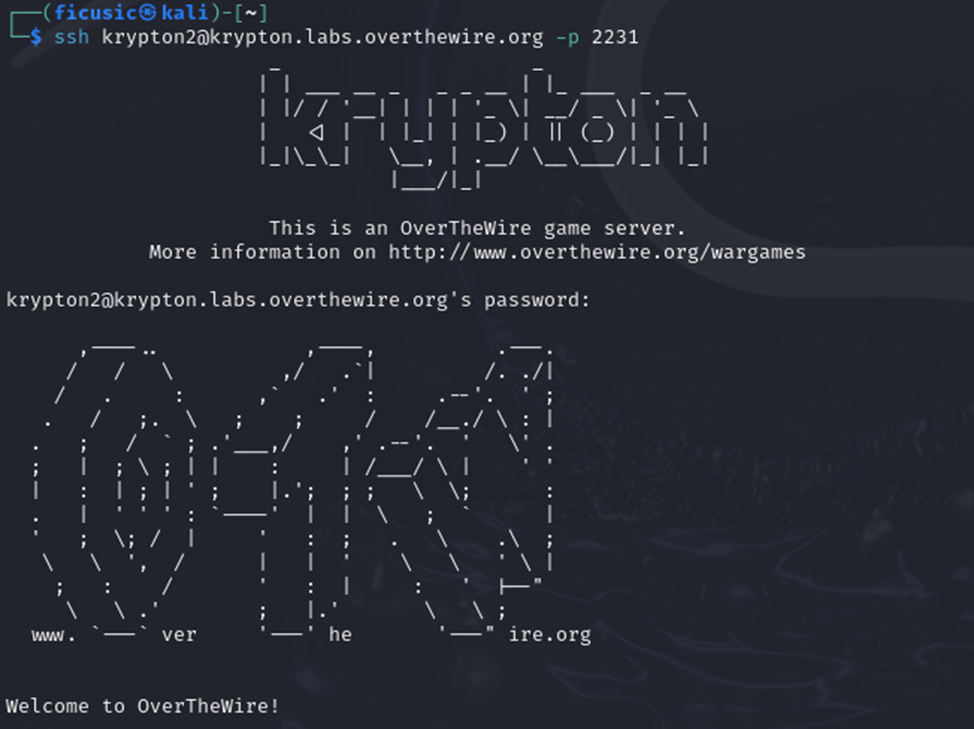 ┌──(ficusic㉿kali)-[~]
└─$ ssh krypton2@krypton.labs.overthewire.org -p 2231
krypton
This is an OverTheWire game server.
More information on http://www.overthewire.org/wargames
krypton2@krypton.labs.overthewire.org's password:
www. ver he ire.org
Welcome to OverTheWire!